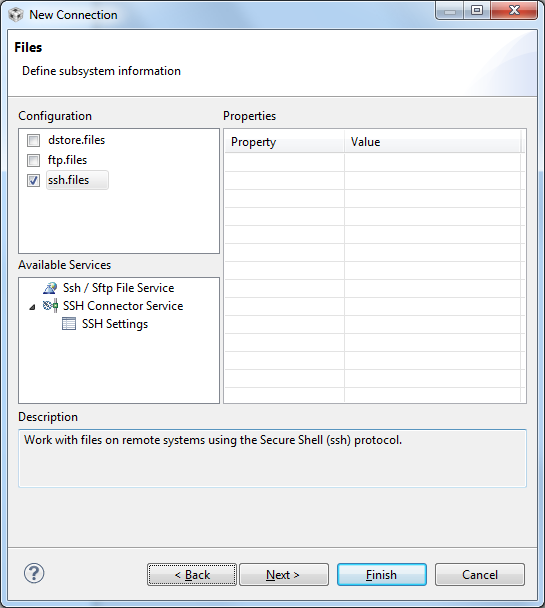 New Connection
Files
Define subsystem information
Configuration
Properties
dstore.files
ftp.files
ssh.files
Property Value
Available Services
Ssh / Sftp File Service
SSH Connector Service
SSH Settings
Description
Work with files on remote systems using the Secure Shell (ssh) protocol.
? < Back Next > Finish Cancel